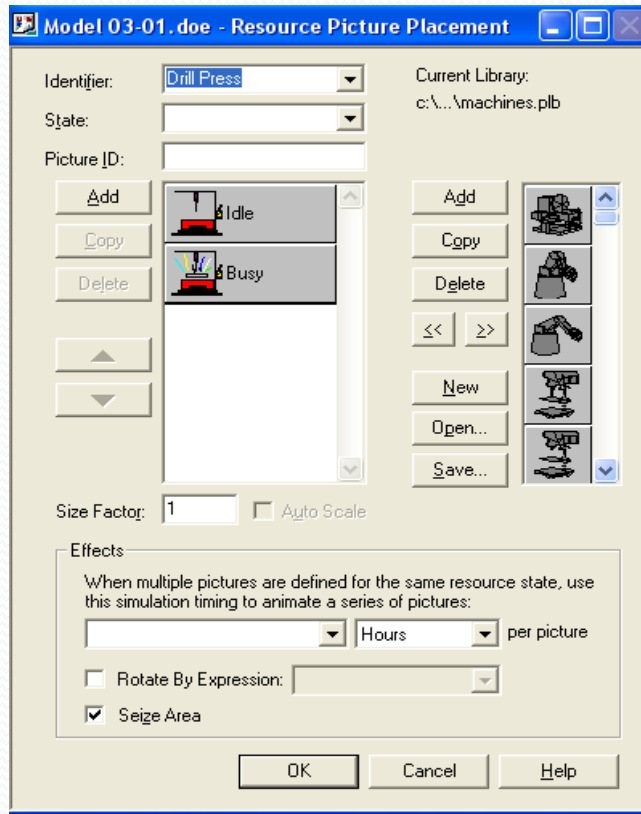 Model 03-01.doe - Resource Picture Placement
Identifier:
Drill Press
Current Library:
c:\...\machines.plb
State:
Picture ID:
Add
Copy
Delete
Idle
Busy
Add
Copy
Delete
<<
>>
New
Open...
Save...
Size Factor:
1
Auto Scale
Effects
When multiple pictures are defined for the same resource state, use
this simulation timing to animate a series of pictures:
Hours
per picture
Rotate By Expression:
Seize Area
OK
Cancel
Help